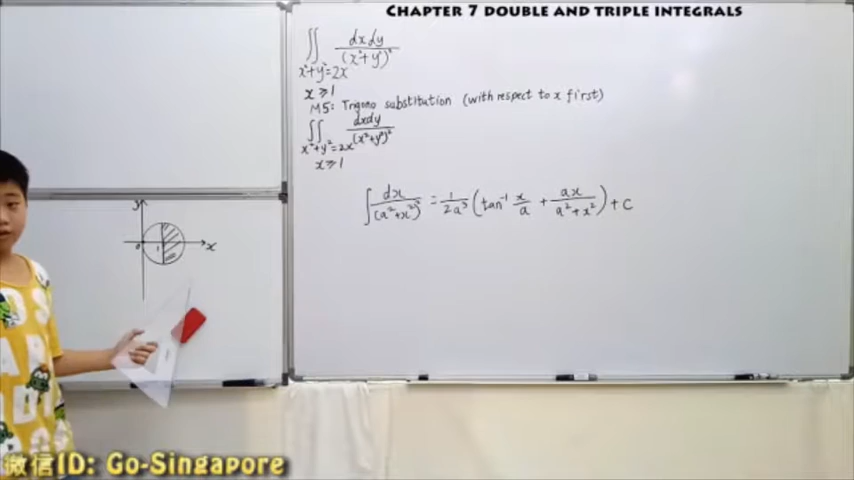 CHAPTER 7 DOUBLE AND TRIPLE INTEGRALS
∬ dxdy/(x²+y²)²
x²+y²=2x
x≥1
M5: Trigono substitution (with respect to x first)
∬ dxdy/(x²+y²)²
x²+y²=2x
x≥1
∫ dx/(a²+x²)² = 1/2a³ (tan⁻¹ x/a + ax/a²+x²) + c
y
0 1 x
微信ID: Go-Singapore